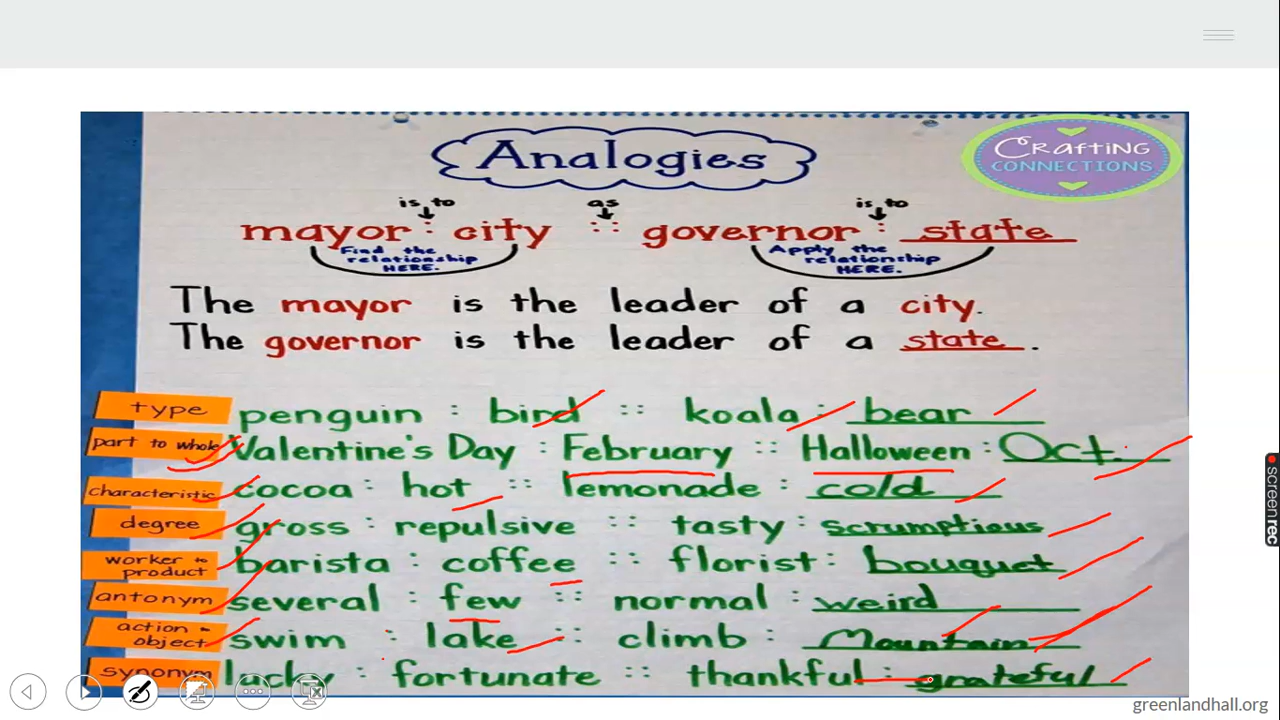 Analogies
CRAFTING
CONNECTIONS
is to as is to
mayor : city :: governor : state
Find the relationship HERE. Apply the relationship HERE.
The mayor is the leader of a city.
The governor is the leader of a state.
type penguin : bird :: koala : bear
part to whole Valentine's Day : February :: Halloween : Oct.
characteristic cocoa : hot :: lemonade : cold
degree gross : repulsive :: tasty : scrumptious
worker to product barista : coffee :: florist : bouquet
antonym several : few :: normal : weird
action - object swim : lake :: climb : Mountain
synonym lucky : fortunate :: thankful : grateful
screenrec
greenlandhall.org